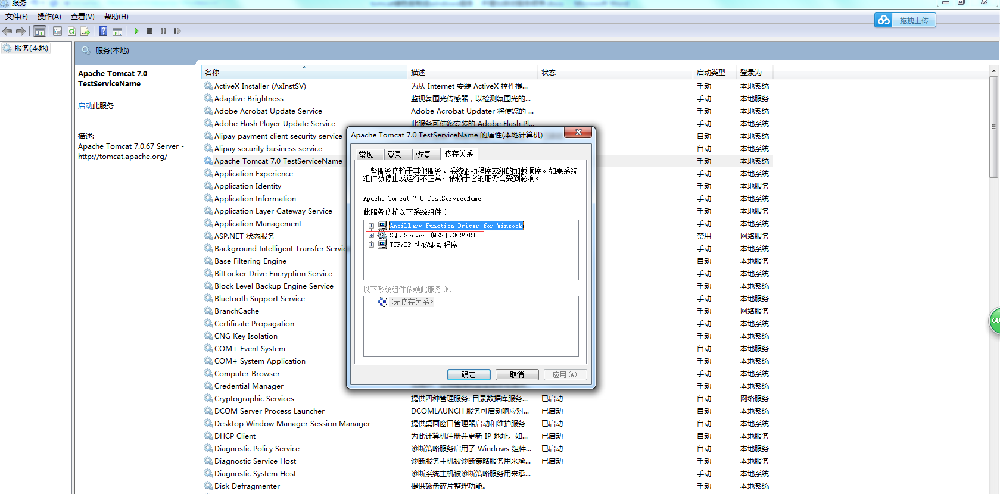 服务
文件(F) 操作(A) 查看(V) 帮助(H)
拖拽上传
服务(本地)
服务(本地)
Apache Tomcat 7.0
TestServiceName
启动此服务
描述:
Apache Tomcat 7.0.67 Server -
http://tomcat.apache.org/
名称 描述 状态 启动类型 登录为
ActiveX Installer (AxInstSV) 为从 Internet 安装 ActiveX 控件提... 手动 本地系统
Adaptive Brightness 监视氛围光传感器，以检测氛围光的... 手动 本地服务
Adobe Acrobat Update Service Adobe Acrobat Updater 将使您的 ... 手动 本地系统
Adobe Flash Player Update Service 此服务可使您安装的 Adobe Flash Pl... 手动 本地系统
Alipay payment client security service 自动 本地系统
Alipay security business service 自动 本地系统
Apache Tomcat 7.0 TestServiceName 手动 本地系统
Application Experience 手动 本地系统
Application Identity 手动 本地服务
Application Information 手动 本地系统
Application Layer Gateway Service 手动 本地服务
Application Management 手动 本地系统
ASP.NET 状态服务 禁用 网络服务
Background Intelligent Transfer Servic 手动 本地系统
Base Filtering Engine 自动 本地服务
BitLocker Drive Encryption Service 手动 本地系统
Block Level Backup Engine Service 手动 本地系统
Bluetooth Support Service 手动 本地服务
BranchCache 手动 网络服务
Certificate Propagation 手动 本地系统
CNG Key Isolation 手动 本地系统
COM+ Event System 自动 本地服务
COM+ System Application 手动 本地系统
Computer Browser 手动 本地系统
Credential Manager 手动 本地系统
Cryptographic Services 提供四种管理服务: 目录数据库服务... 已启动 自动 网络服务
DCOM Server Process Launcher DCOMLAUNCH 服务可启动响应对... 已启动 自动 本地系统
Desktop Window Manager Session Manager 提供桌面窗口管理器启动和维护服务 已启动 自动 本地系统
DHCP Client 为此计算机注册并更新 IP 地址。如... 已启动 自动 本地服务
Diagnostic Policy Service 诊断策略服务启用了 Windows 组件... 已启动 自动 本地服务
Diagnostic Service Host 诊断服务主机被诊断策略服务用来承... 已启动 手动 本地服务
Diagnostic System Host 诊断系统主机被诊断策略服务用来承... 手动 本地系统
Disk Defragmenter 提供磁盘碎片整理功能。 手动 本地系统
Apache Tomcat 7.0 TestServiceName 的属性(本地计算机)
常规 登录 恢复 依存关系
一些服务依赖于其他服务、系统驱动程序或组的加载顺序。如果系统
组件被停止或运行不正常，依赖于它的服务会受到影响。
Apache Tomcat 7.0 TestServiceName
此服务依赖以下系统组件(T):
Ancillary Function Driver for Winsock
SQL Server (MSSQLSERVER)
TCP/IP 协议驱动程序
以下系统组件依赖此服务(F):
<无依存关系>
确定 取消 应用(A)
60